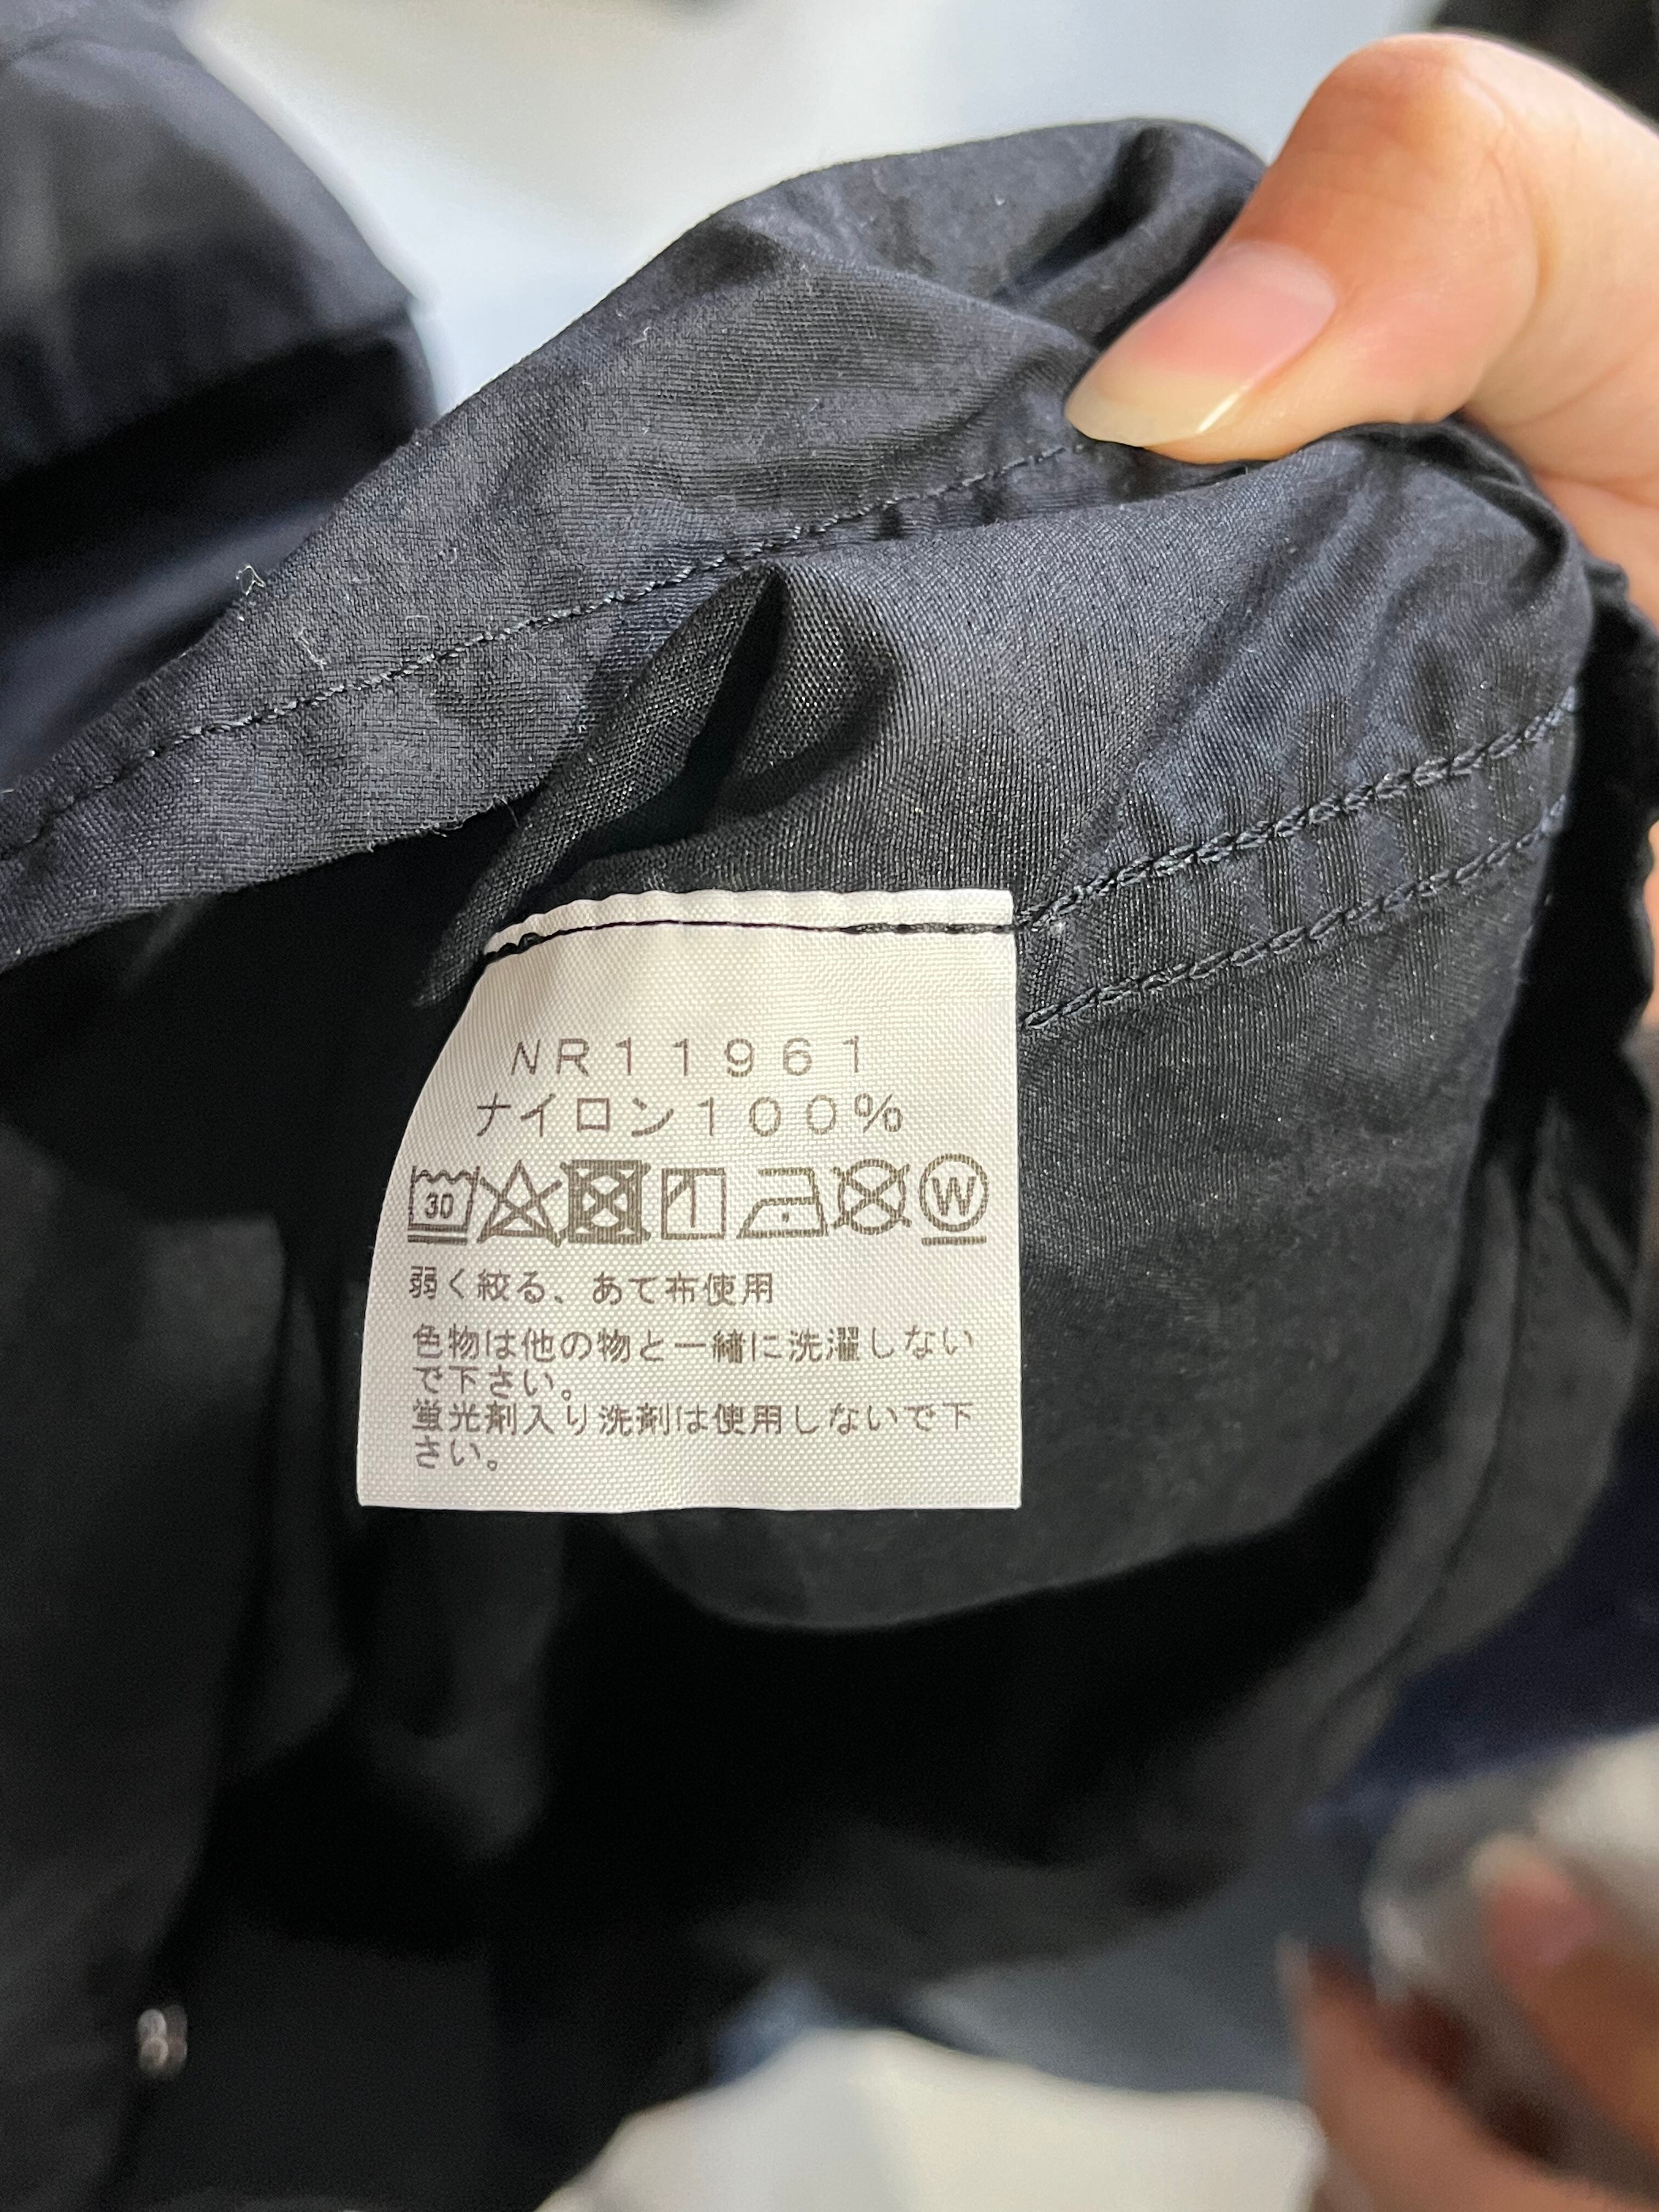 NR11961
ナイロン100%
30 W
弱く絞る、あて布使用
色物は他の物と一緒に洗濯しない
で下さい。
蛍光剤入り洗剤は使用しないで下
さい。